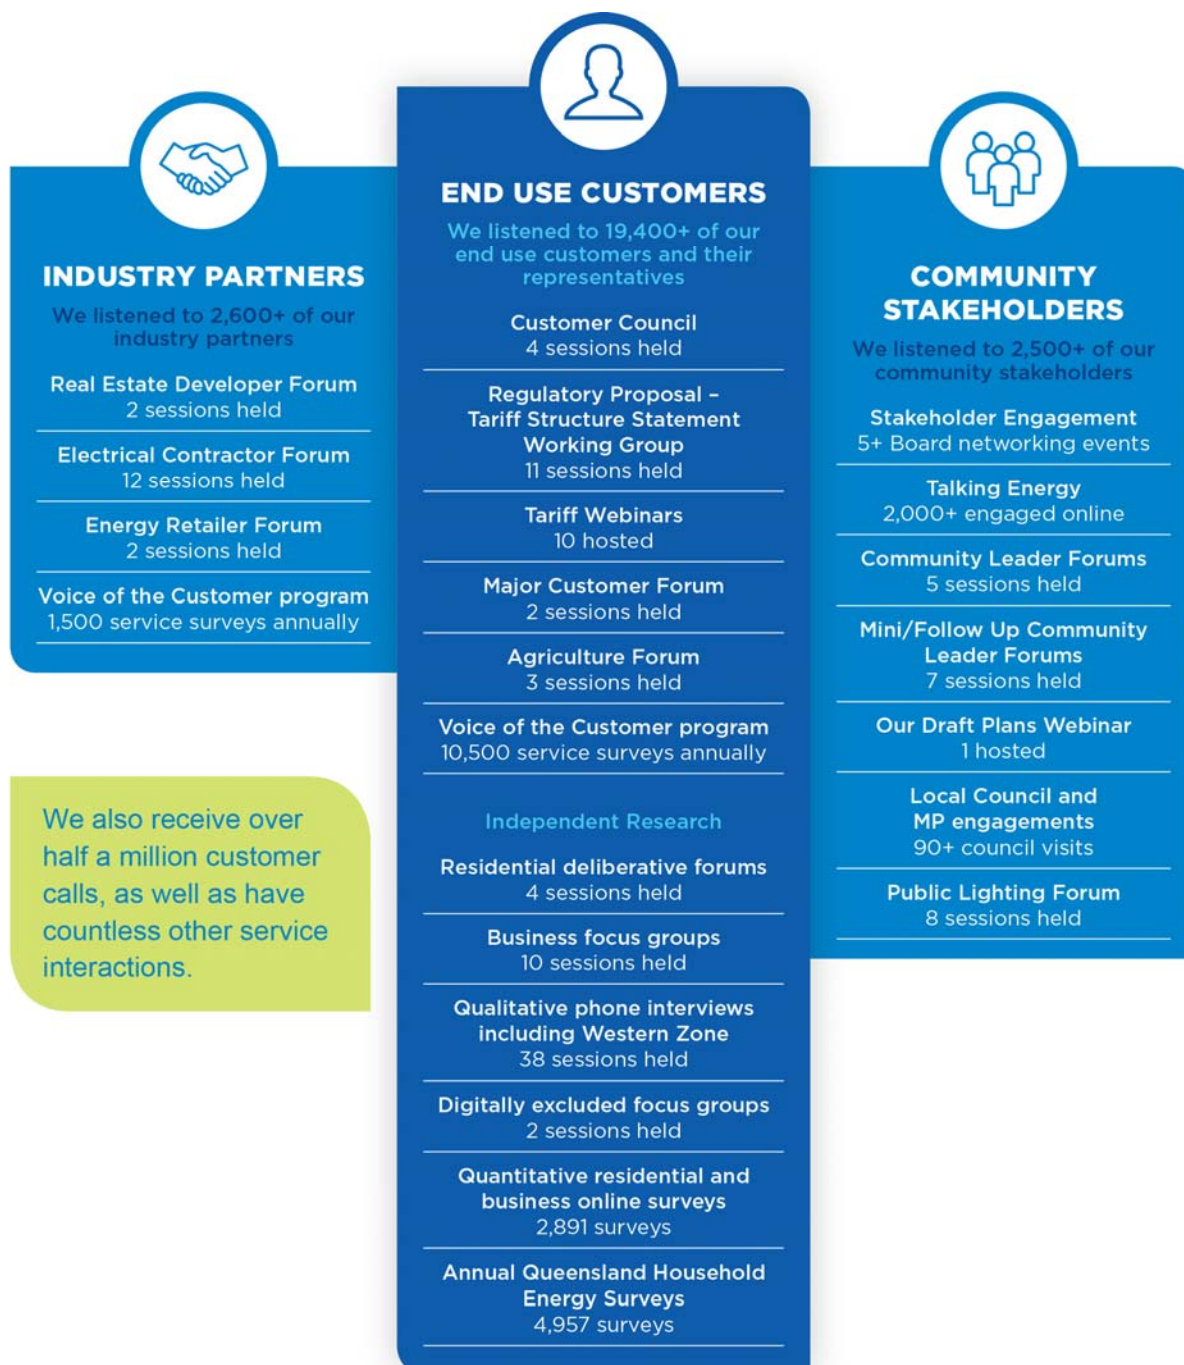 INDUSTRY PARTNERS
We listened to 2,600+ of our
industry partners
Real Estate Developer Forum
2 sessions held
Electrical Contractor Forum
12 sessions held
Energy Retailer Forum
2 sessions held
Voice of the Customer program
1,500 service surveys annually
We also receive over
half a million customer
calls, as well as have
countless other service
interactions.
END USE CUSTOMERS
We listened to 19,400+ of our
end use customers and their
representatives
Customer Council
4 sessions held
Regulatory Proposal –
Tariff Structure Statement
Working Group
11 sessions held
Tariff Webinars
10 hosted
Major Customer Forum
2 sessions held
Agriculture Forum
3 sessions held
Voice of the Customer program
10,500 service surveys annually
Independent Research
Residential deliberative forums
4 sessions held
Business focus groups
10 sessions held
Qualitative phone interviews
including Western Zone
38 sessions held
Digitally excluded focus groups
2 sessions held
Quantitative residential and
business online surveys
2,891 surveys
Annual Queensland Household
Energy Surveys
4,957 surveys
COMMUNITY
STAKEHOLDERS
We listened to 2,500+ of our
community stakeholders
Stakeholder Engagement
5+ Board networking events
Talking Energy
2,000+ engaged online
Community Leader Forums
5 sessions held
Mini/Follow Up Community
Leader Forums
7 sessions held
Our Draft Plans Webinar
1 hosted
Local Council and
MP engagements
90+ council visits
Public Lighting Forum
8 sessions held